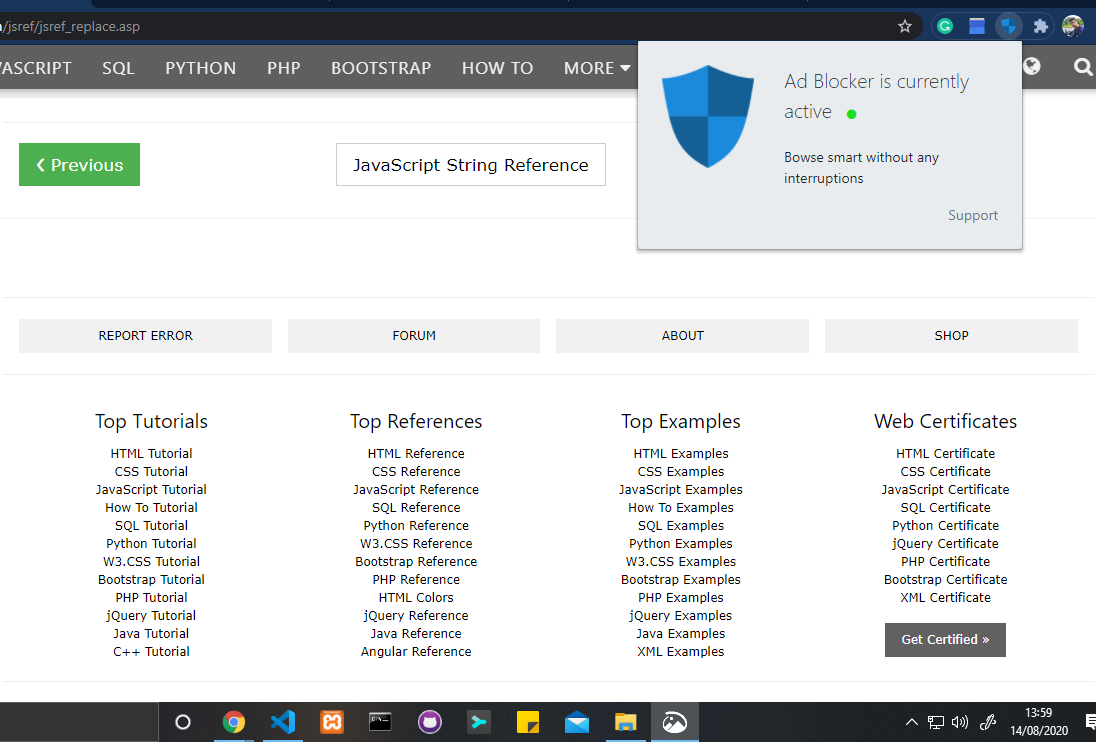 /jsref/jsref_replace.asp
VASCRIPT SQL PYTHON PHP BOOTSTRAP HOW TO MORE
Ad Blocker is currently
active
Bowse smart without any
interruptions
Support
❮ Previous
JavaScript String Reference
REPORT ERROR
FORUM
ABOUT
SHOP
Top Tutorials
HTML Tutorial
CSS Tutorial
JavaScript Tutorial
How To Tutorial
SQL Tutorial
Python Tutorial
W3.CSS Tutorial
Bootstrap Tutorial
PHP Tutorial
jQuery Tutorial
Java Tutorial
C++ Tutorial
Top References
HTML Reference
CSS Reference
JavaScript Reference
SQL Reference
Python Reference
W3.CSS Reference
Bootstrap Reference
PHP Reference
HTML Colors
jQuery Reference
Java Reference
Angular Reference
Top Examples
HTML Examples
CSS Examples
JavaScript Examples
How To Examples
SQL Examples
Python Examples
W3.CSS Examples
Bootstrap Examples
PHP Examples
jQuery Examples
Java Examples
XML Examples
Web Certificates
HTML Certificate
CSS Certificate
JavaScript Certificate
SQL Certificate
Python Certificate
jQuery Certificate
PHP Certificate
Bootstrap Certificate
XML Certificate
Get Certified »
13:59
14/08/2020